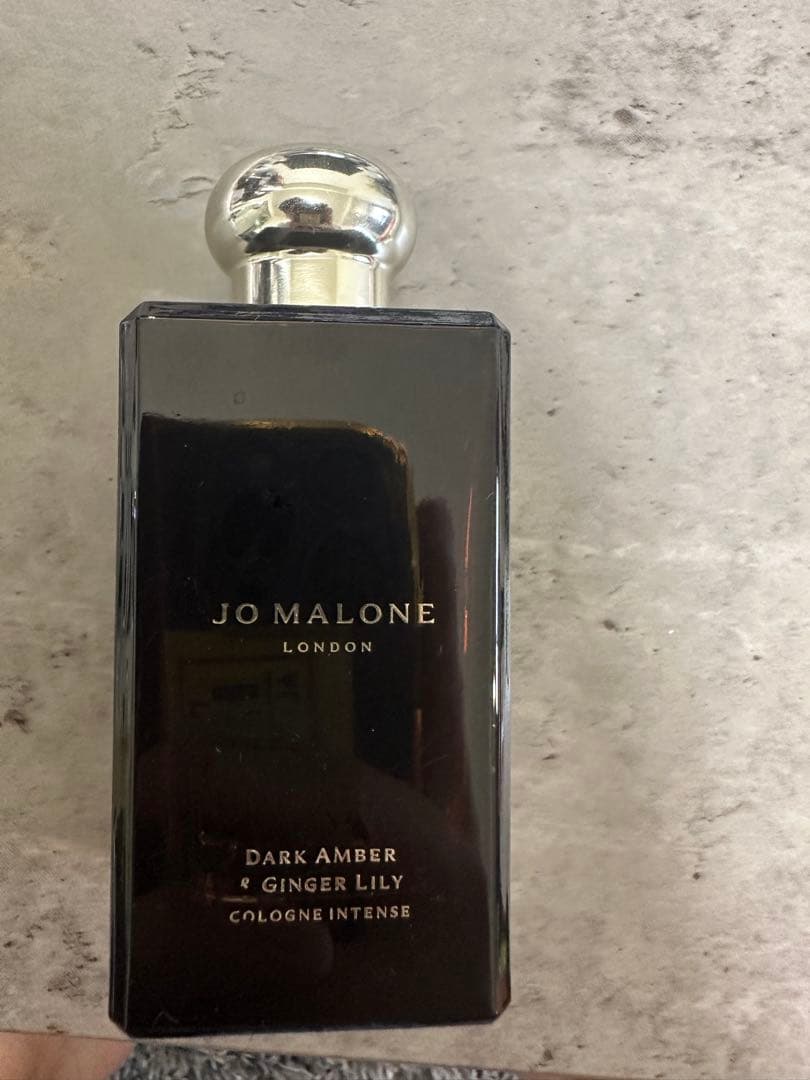 JO MALONE
LONDON
DARK AMBER
& GINGER LILY
COLOGNE INTENSE